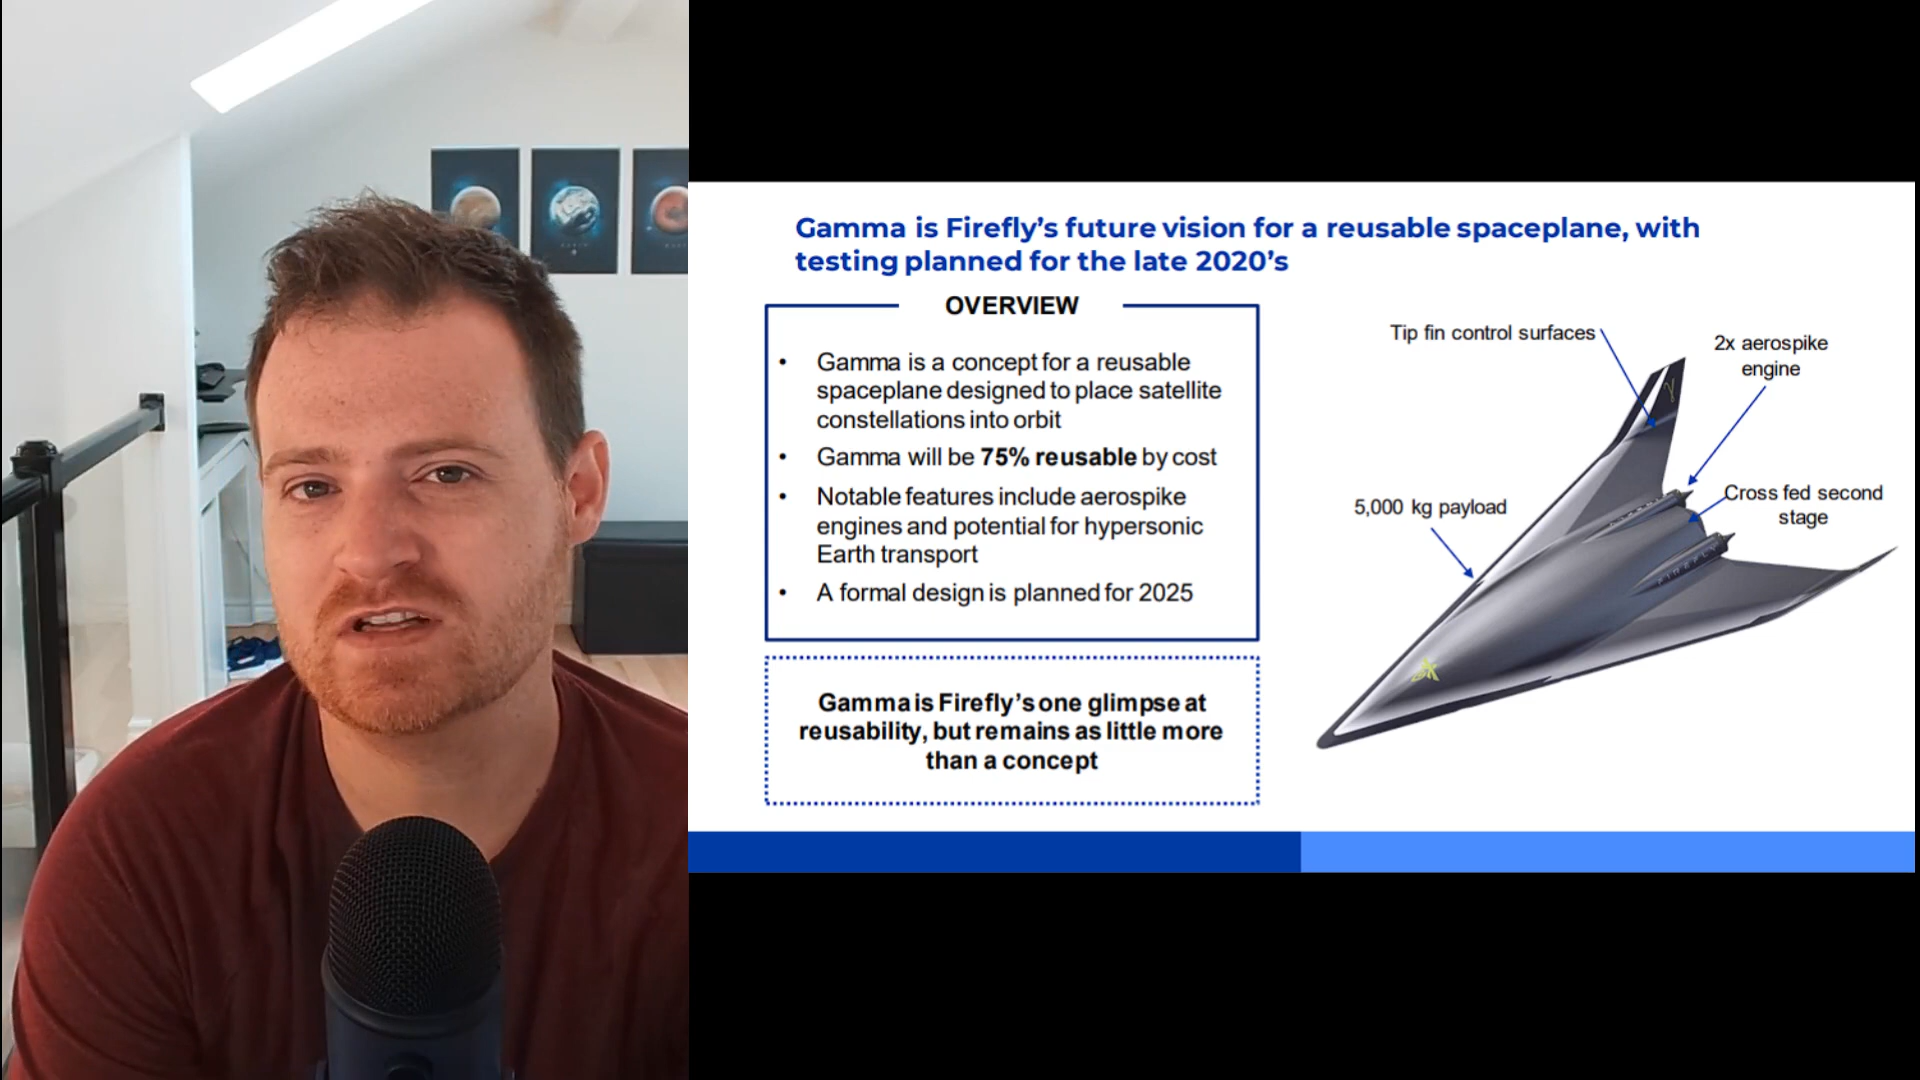 Gamma is Firefly’s future vision for a reusable spaceplane, with
testing planned for the late 2020’s
OVERVIEW
• Gamma is a concept for a reusable
spaceplane designed to place satellite
constellations into orbit
• Gamma will be 75% reusable by cost
• Notable features include aerospike
engines and potential for hypersonic
Earth transport
• A formal design is planned for 2025
Gamma is Firefly’s one glimpse at
reusability, but remains as little more
than a concept
Tip fin control surfaces
2x aerospike
engine
5,000 kg payload
Cross fed second
stage